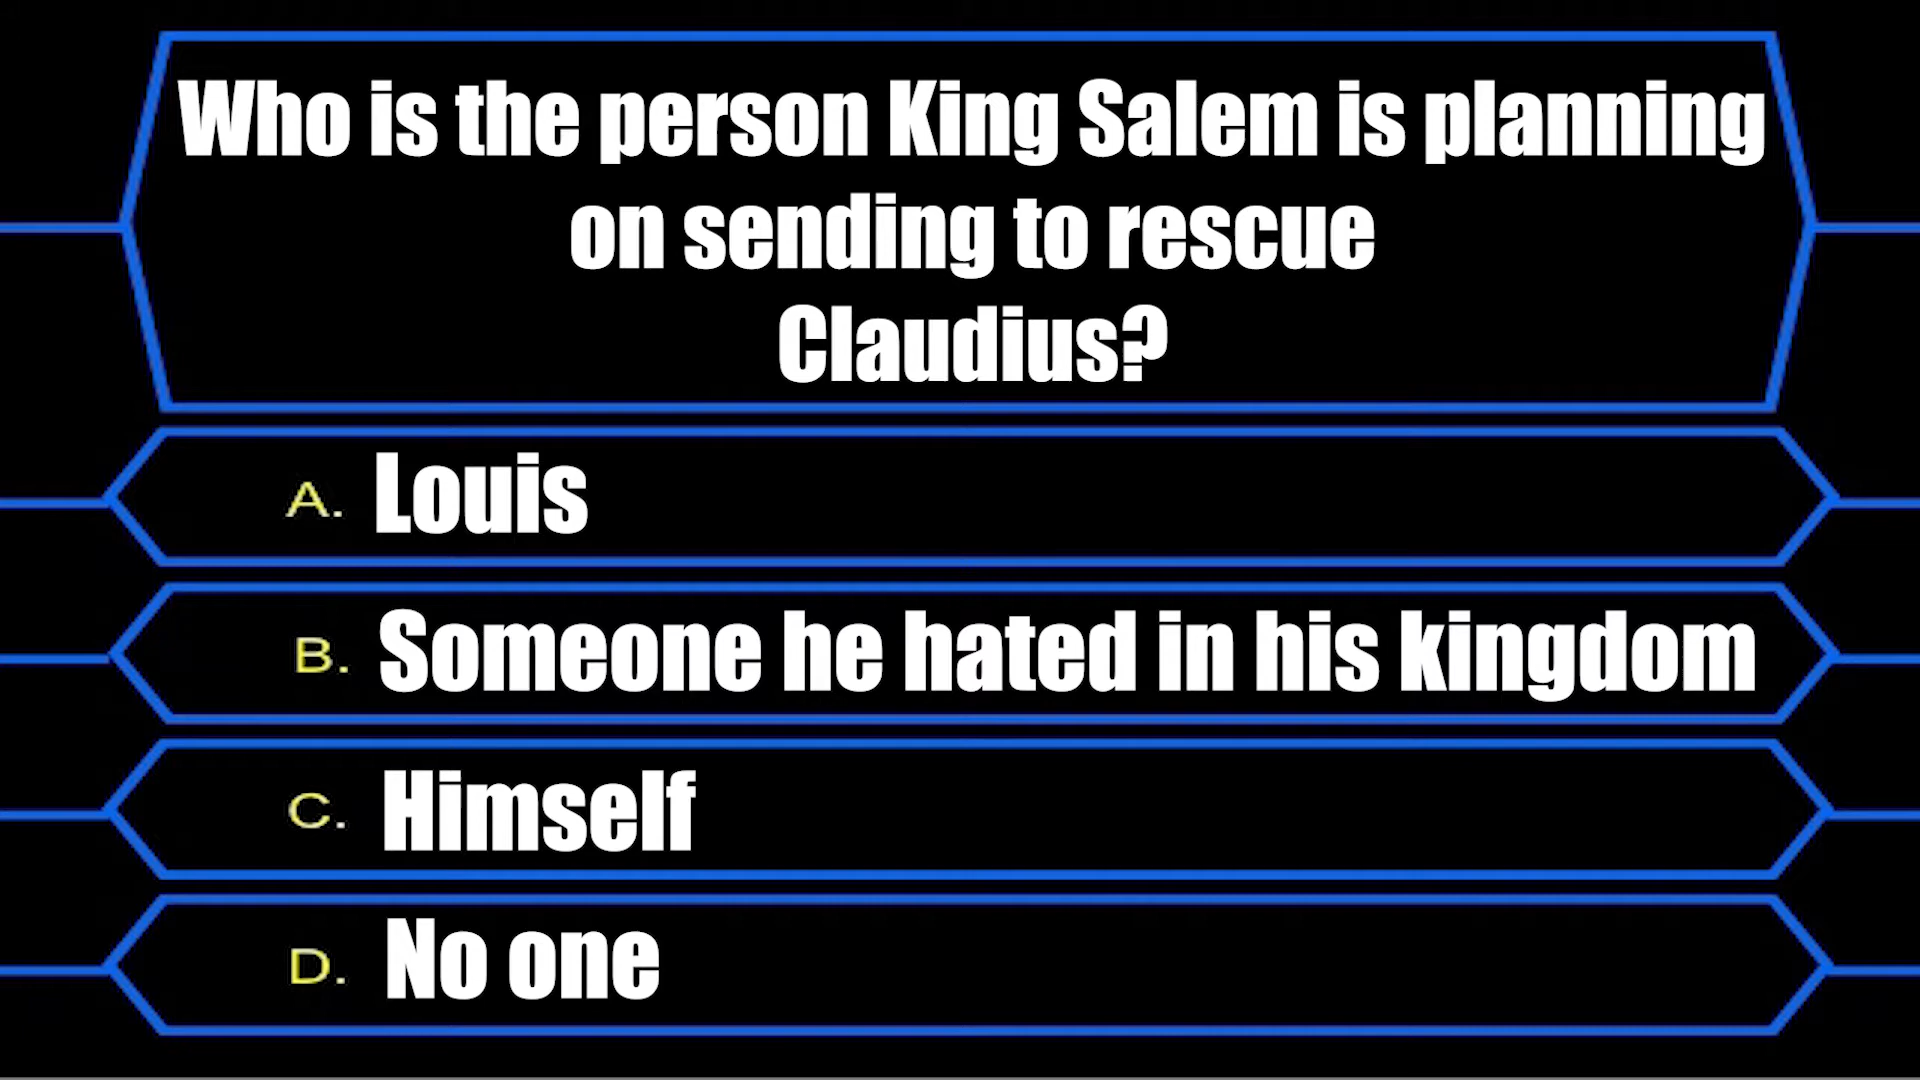 Who is the person King Salem is planning
on sending to rescue
Claudius?
A. Louis
B. Someone he hated in his kingdom
C. Himself
D. No one